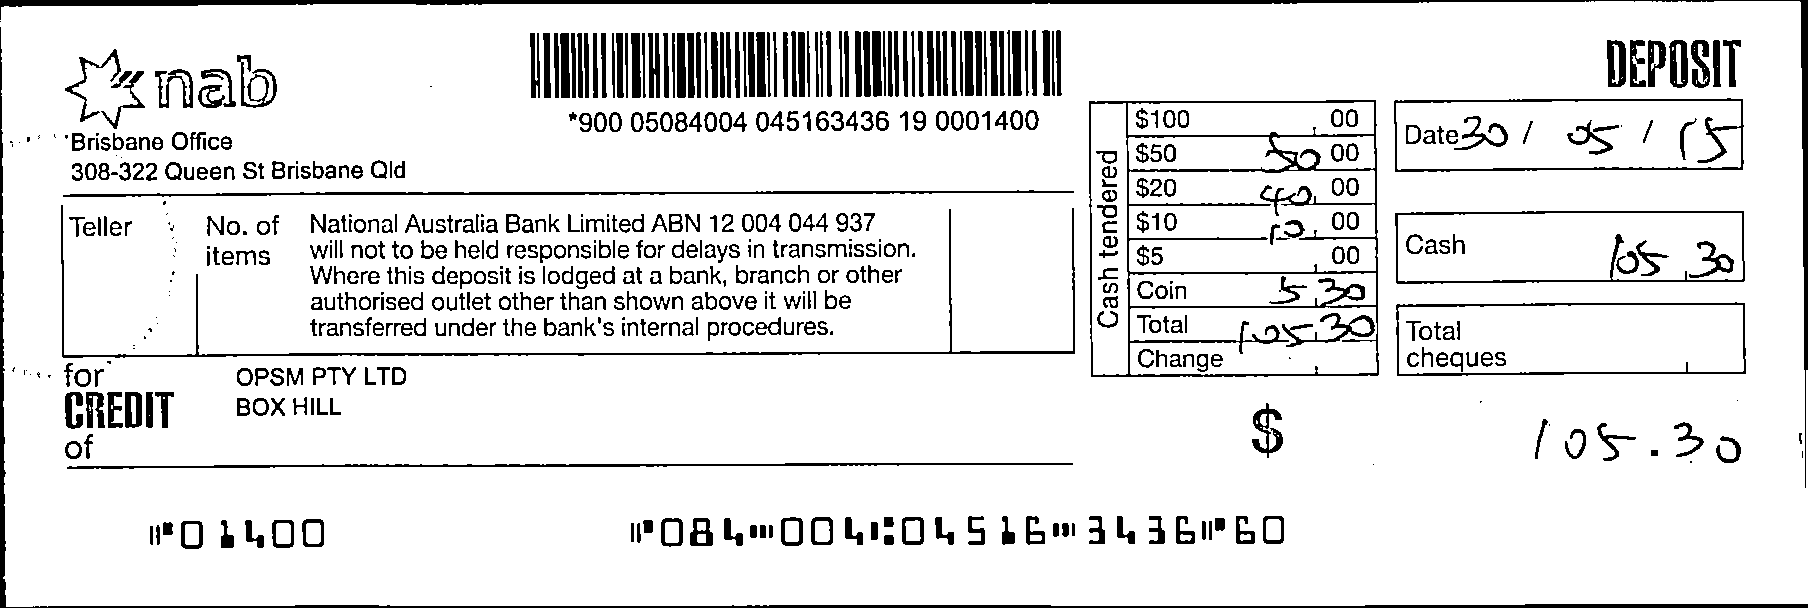 nab
DEPOSIT
*900 05084004 045163436 19 0001400
Brisbane Office
308-322 Queen St Brisbane Qld
Teller
No. of
items
National Australia Bank Limited ABN 12 004 044 937
will not to be held responsible for delays in transmission.
Where this deposit is lodged at a bank, branch or other
authorised outlet other than shown above it will be
transferred under the bank's internal procedures.
Cash tendered
$100 , 00
$50 50 00
$20 40, 00
$10 10, 00
$5 , 00
Coin 5,30
Total 105,30
Change ,
Date 30 / 05 / 15
Cash 105,30
Total
cheques
for
CREDIT
of
OPSM PTY LTD
BOX HILL
$ 105.30
⑈01400 ⑈084⑉004⑆04516⑉3436⑈60